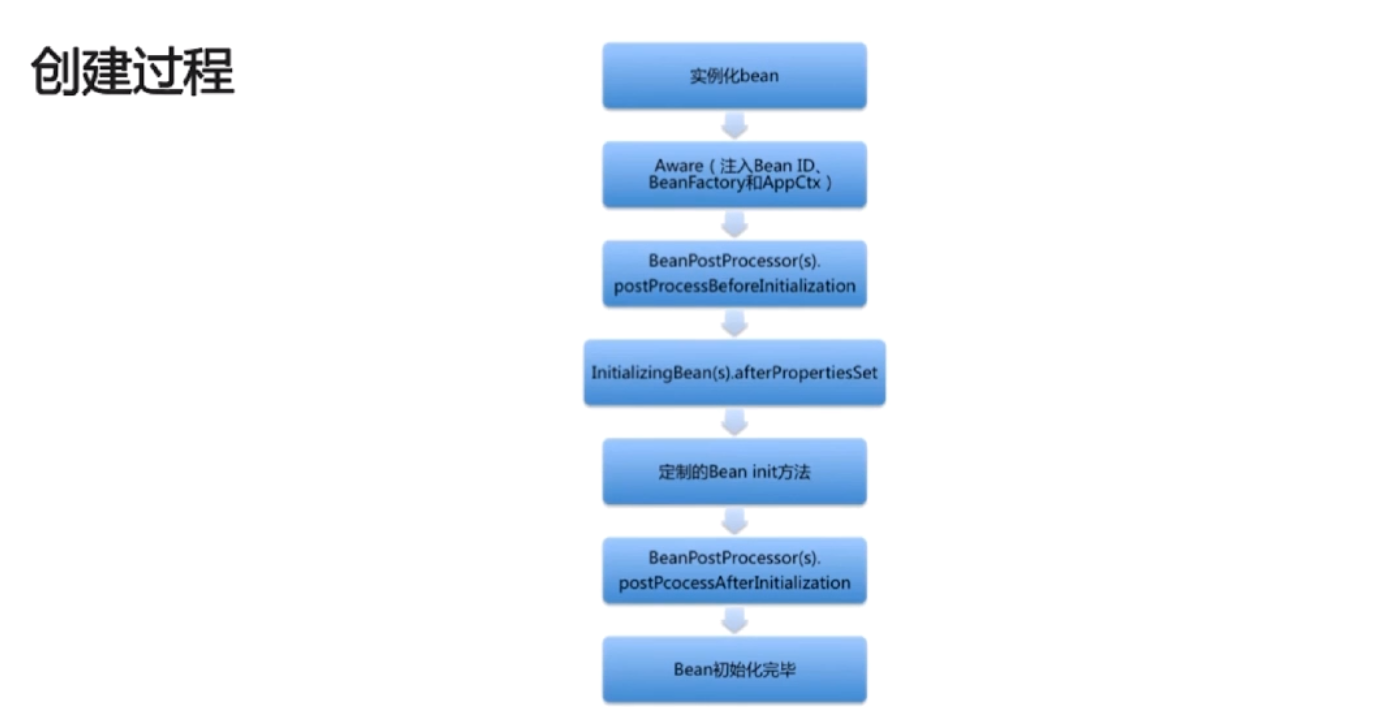 创建过程
实例化bean
Aware（注入Bean ID、
BeanFactory和AppCtx）
BeanPostProcessor(s).
postProcessBeforeInitialization
InitializingBean(s).afterPropertiesSet
定制的Bean init方法
BeanPostProcessor(s).
postPcocessAfterInitialization
Bean初始化完毕